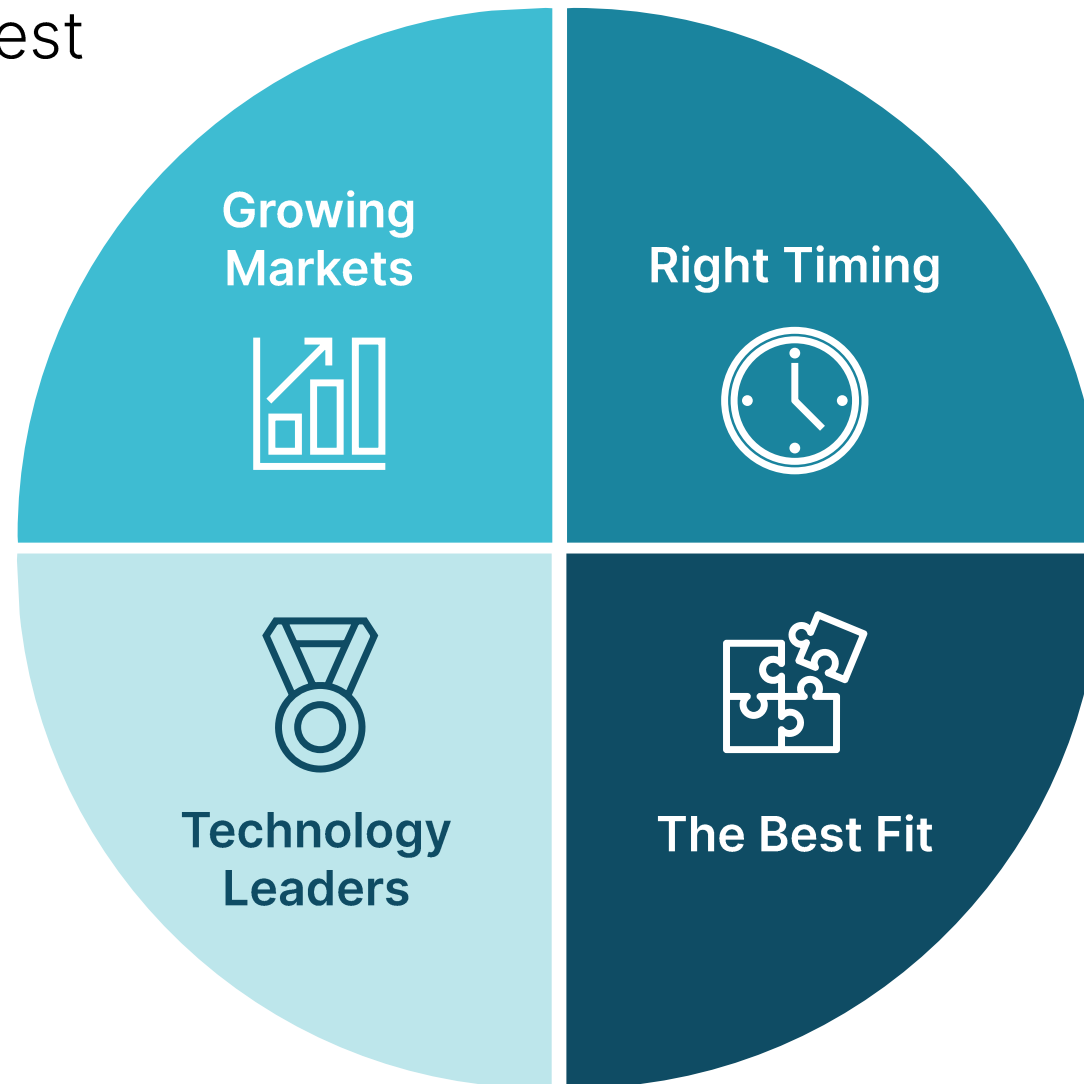 est
Growing
Markets
Right Timing
Technology
Leaders
The Best Fit